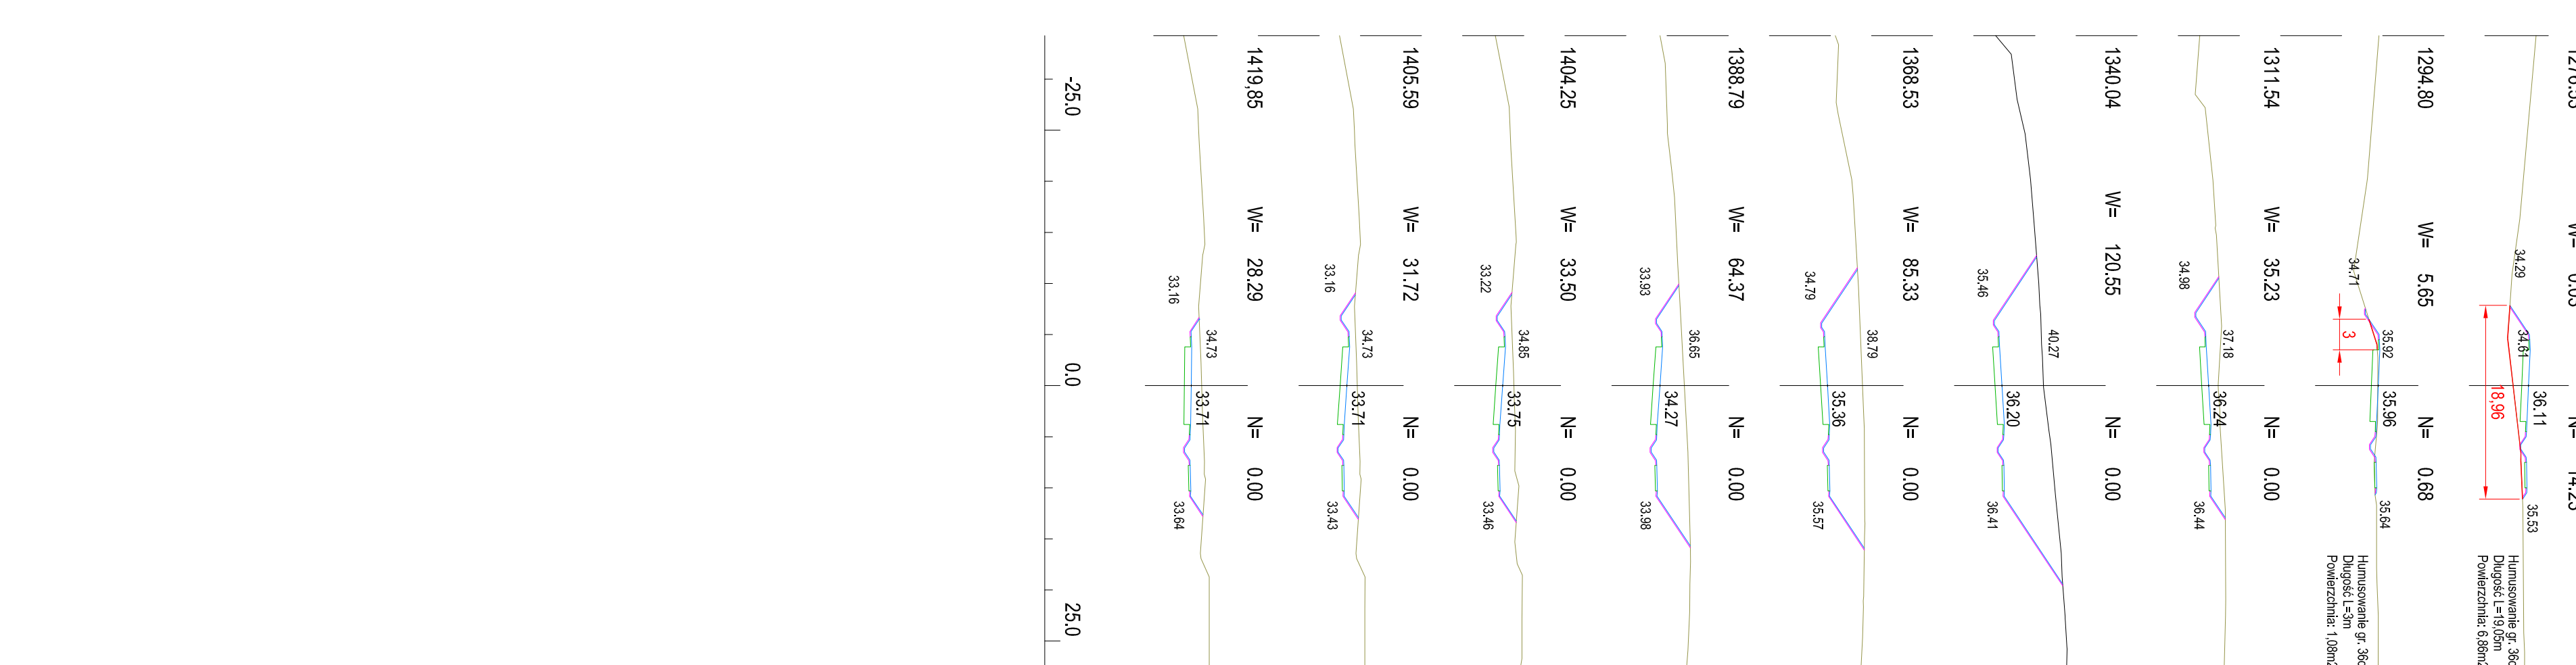 -25.0
0.0
25.0
1419,85 W= 28.29 N= 0.00
33.16
34.73
33.71
33.64
1405.59 W= 31.72 N= 0.00
33.16
34.73
33.71
33.43
1404.25 W= 33.50 N= 0.00
33.22
34.85
33.75
33.46
1388.79 W= 64.37 N= 0.00
33.93
36.65
34.27
33.98
1368.53 W= 85.33 N= 0.00
34.79
38.79
35.36
35.57
1340.04 W= 120.55 N= 0.00
35.46
40.27
36.20
36.41
1311.54 W= 35.23 N= 0.00
34.98
37.18
36.24
36.44
1294.80 W= 5.65 N= 0.68
34.71
3
35.92
35.96
35.64
Humusowanie gr.
Długość L=3m
Powierzchnia: 1,08m
W= N=
34.29
34.61
18,96
36.11
35.53
Humusowanie gr.
Długość L=19,05m
Powierzchnia: 6,86m